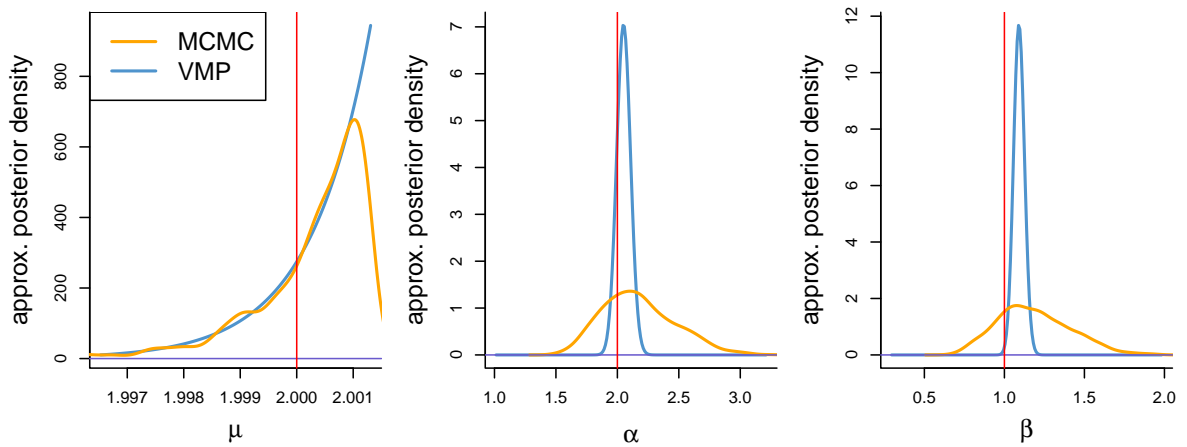 MCMC
VMP
approx. posterior density
0 200 400 600 800
1.997 1.998 1.999 2.000 2.001
μ
approx. posterior density
0 1 2 3 4 5 6 7
1.0 1.5 2.0 2.5 3.0
α
approx. posterior density
0 2 4 6 8 10 12
0.5 1.0 1.5 2.0
β